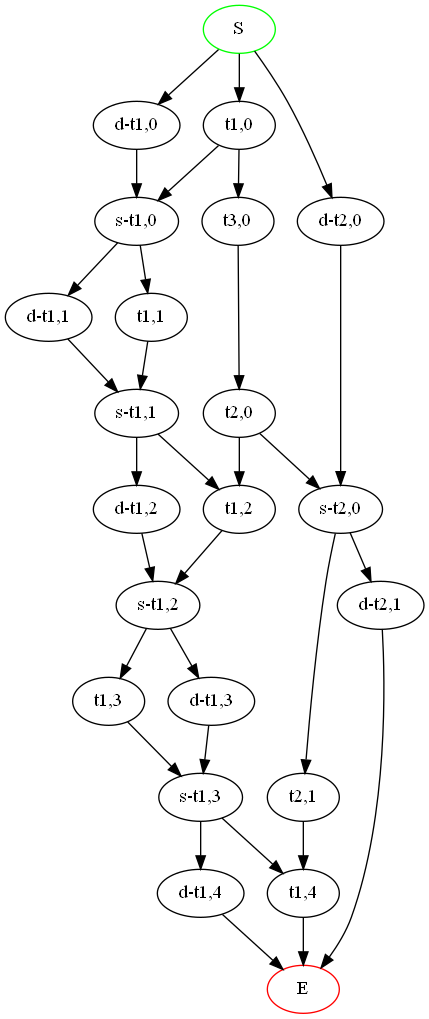 S
d-t1,0
t1,0
s-t1,0
t3,0
d-t2,0
d-t1,1
t1,1
s-t1,1
t2,0
d-t1,2
t1,2
s-t2,0
s-t1,2
d-t2,1
t1,3
d-t1,3
s-t1,3
t2,1
d-t1,4
t1,4
E